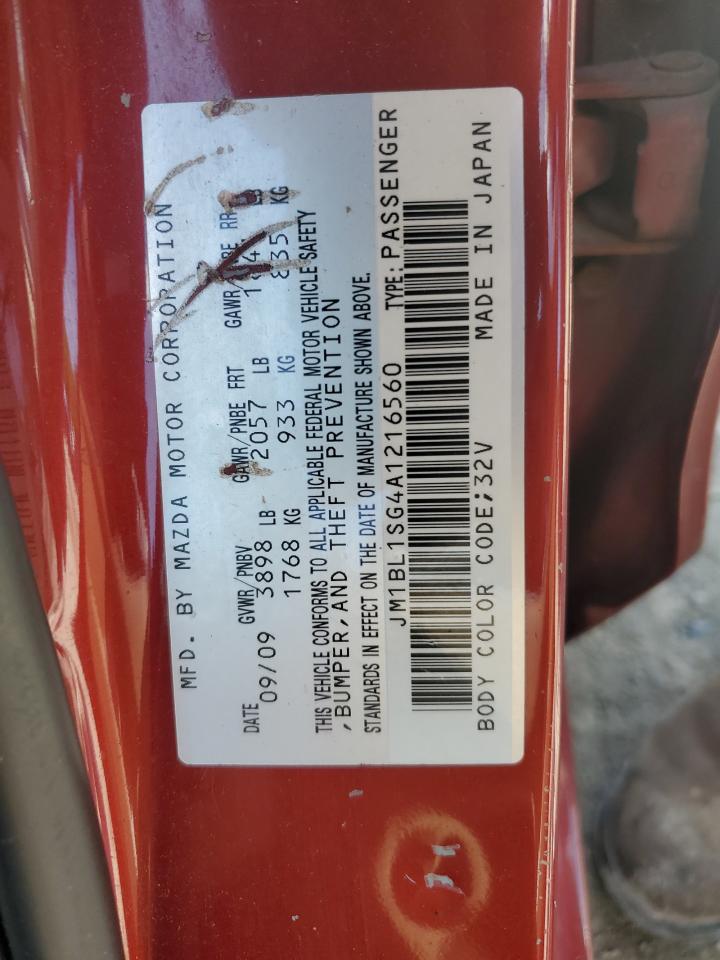 MFD. BY MAZDA MOTOR CORPORATION
DATE GVWR/PNBV GAWR/PNBE FRT GAWR/ RR
09/09 3898 LB 2057 LB LB
1768 KG 933 KG 835 KG
THIS VEHICLE CONFORMS TO ALL APPLICABLE FEDERAL MOTOR VEHICLE SAFETY
,BUMPER,AND THEFT PREVENTION
STANDARDS IN EFFECT ON THE DATE OF MANUFACTURE SHOWN ABOVE.
JM1BL1SG4A1216560 TYPE:PASSENGER
BODY COLOR CODE;32V MADE IN JAPAN